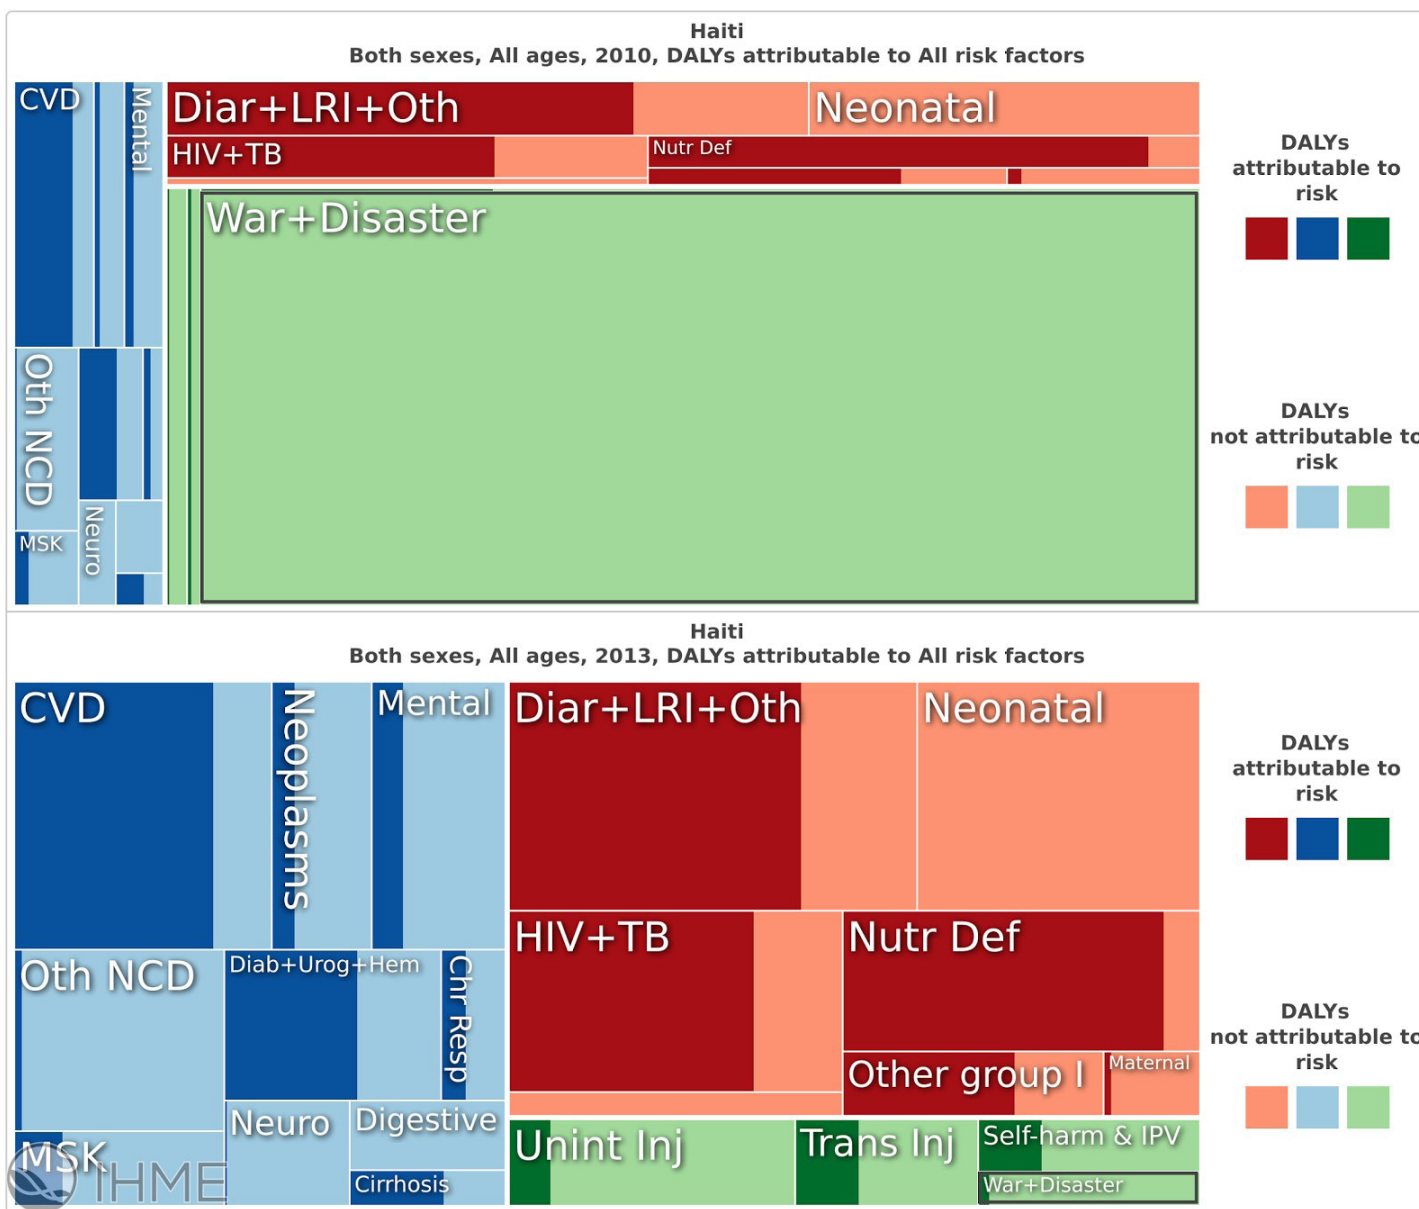 Haiti
Both sexes, All ages, 2010, DALYs attributable to All risk factors
CVD
Mental
Diar+LRI+Oth
Neonatal
HIV+TB
Nutr Def
War+Disaster
Oth NCD
MSK
Neuro
DALYs
attributable to
risk
DALYs
not attributable to
risk
Haiti
Both sexes, All ages, 2013, DALYs attributable to All risk factors
CVD
Neoplasms
Mental
Diar+LRI+Oth
Neonatal
HIV+TB
Nutr Def
Oth NCD
Diab+Urog+Hem
Chr Resp
Other group I
Maternal
Neuro
Digestive
Unint Inj
Trans Inj
Self-harm & IPV
MSK
Cirrhosis
War+Disaster
IHME
DALYs
attributable to
risk
DALYs
not attributable to
risk